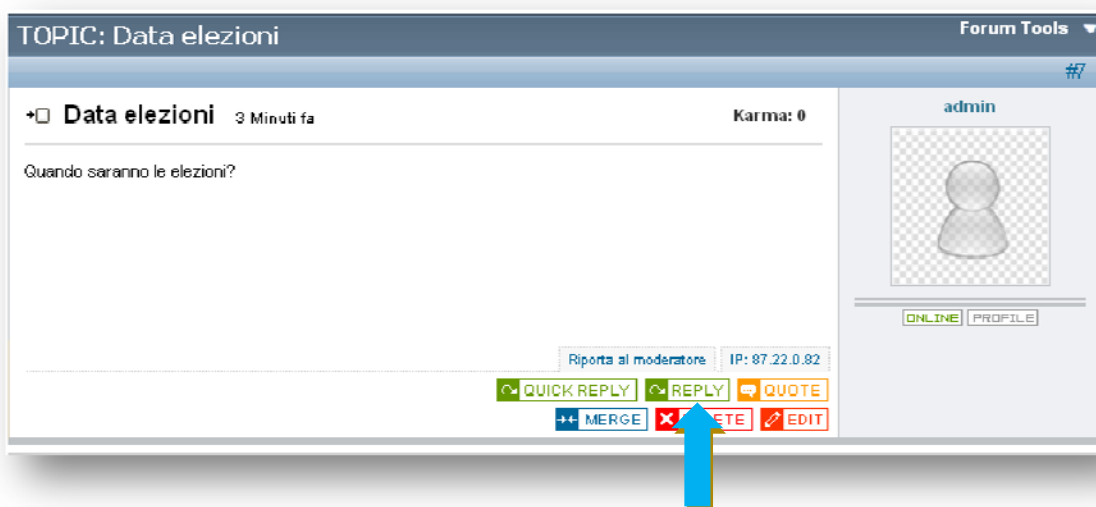 TOPIC: Data elezioni
Forum Tools
#7
Data elezioni 3 Minuti fa
Karma: 0
admin
Quando saranno le elezioni?
ONLINE PROFILE
Riporta al moderatore IP: 87.22.0.82
QUICK REPLY REPLY QUOTE
MERGE ETE EDIT